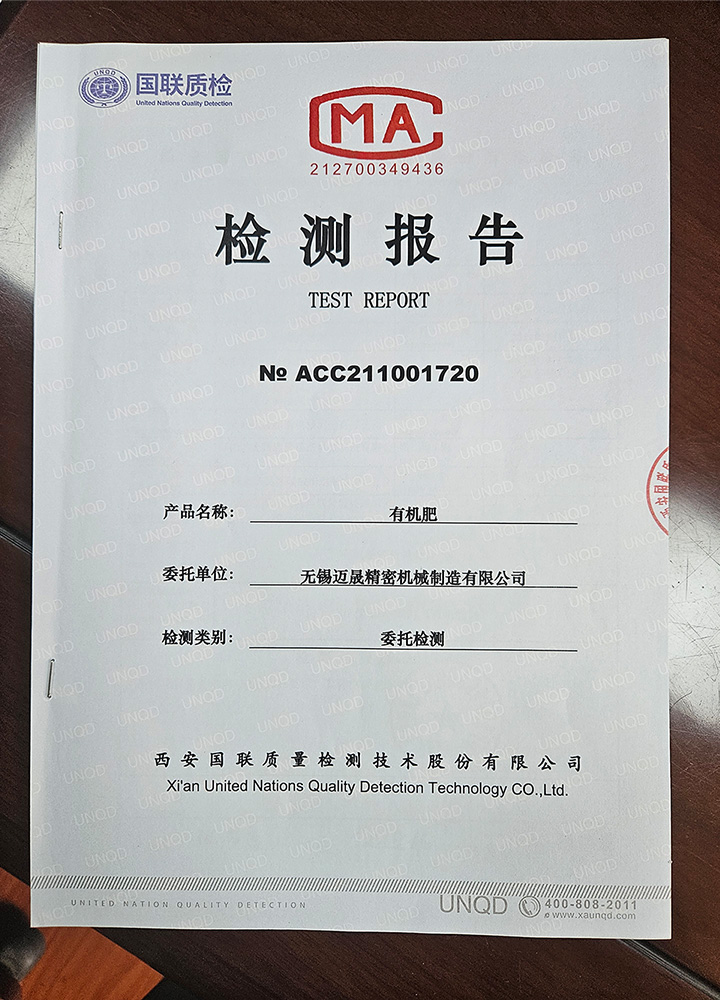 UNQD
国联质检
United Nations Quality Detection
MA
212700349436
检测报告
TEST REPORT
№ ACC211001720
产品名称: 有机肥
委托单位: 无锡迈晟精密机械制造有限公司
检测类别: 委托检测
西安国联质量检测技术股份有限公司
Xi'an United Nations Quality Detection Technology CO.,Ltd.
UNITED NATION QUALITY DETECTION
UNQD
400-808-2011
www.xaunqd.com